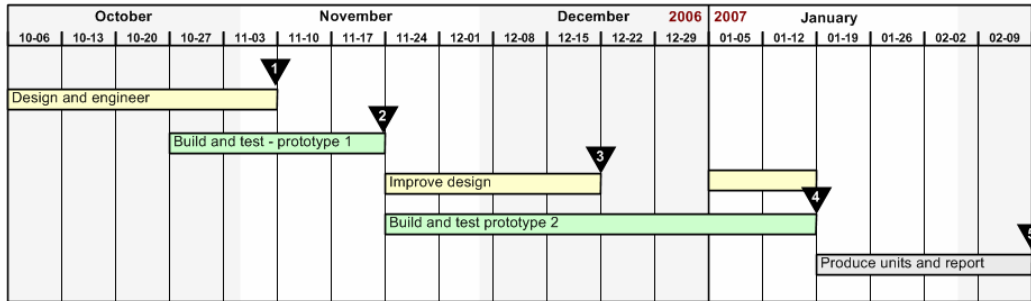 October November December 2006 2007 January
10-06 10-13 10-20 10-27 11-03 11-10 11-17 11-24 12-01 12-08 12-15 12-22 12-29 01-05 01-12 01-19 01-26 02-02 02-09
1
Design and engineer
2
Build and test - prototype 1
3
Improve design
4
Build and test prototype 2
5
Produce units and report